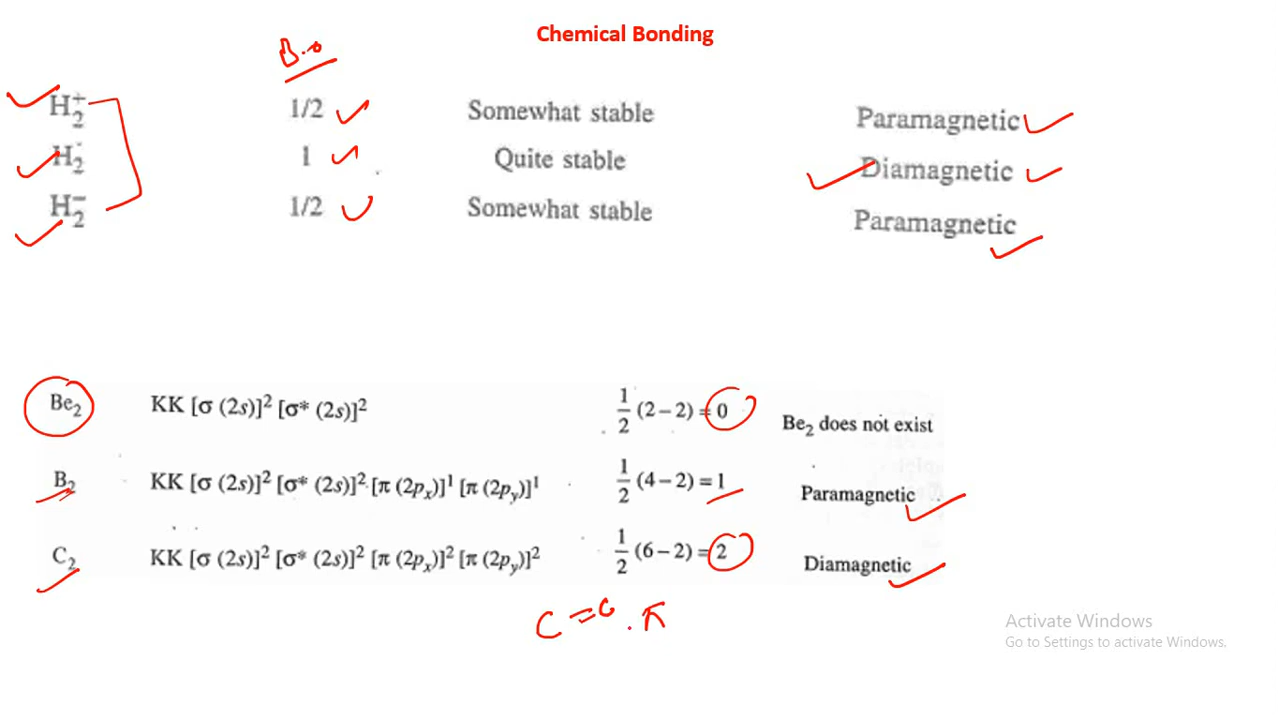 Chemical Bonding
B.O
H₂⁺ 1/2 Somewhat stable Paramagnetic
H₂ 1 Quite stable Diamagnetic
H₂⁻ 1/2 Somewhat stable Paramagnetic
Be₂ KK [σ (2s)]² [σ* (2s)]² 1/2 (2 – 2) = 0 Be₂ does not exist
B₂ KK [σ (2s)]² [σ* (2s)]² [π (2pₓ)]¹ [π (2p_y)]¹ 1/2 (4 – 2) = 1 Paramagnetic
C₂ KK [σ (2s)]² [σ* (2s)]² [π (2pₓ)]² [π (2p_y)]² 1/2 (6 – 2) = 2 Diamagnetic
C=C. π
Activate Windows
Go to Settings to activate Windows.